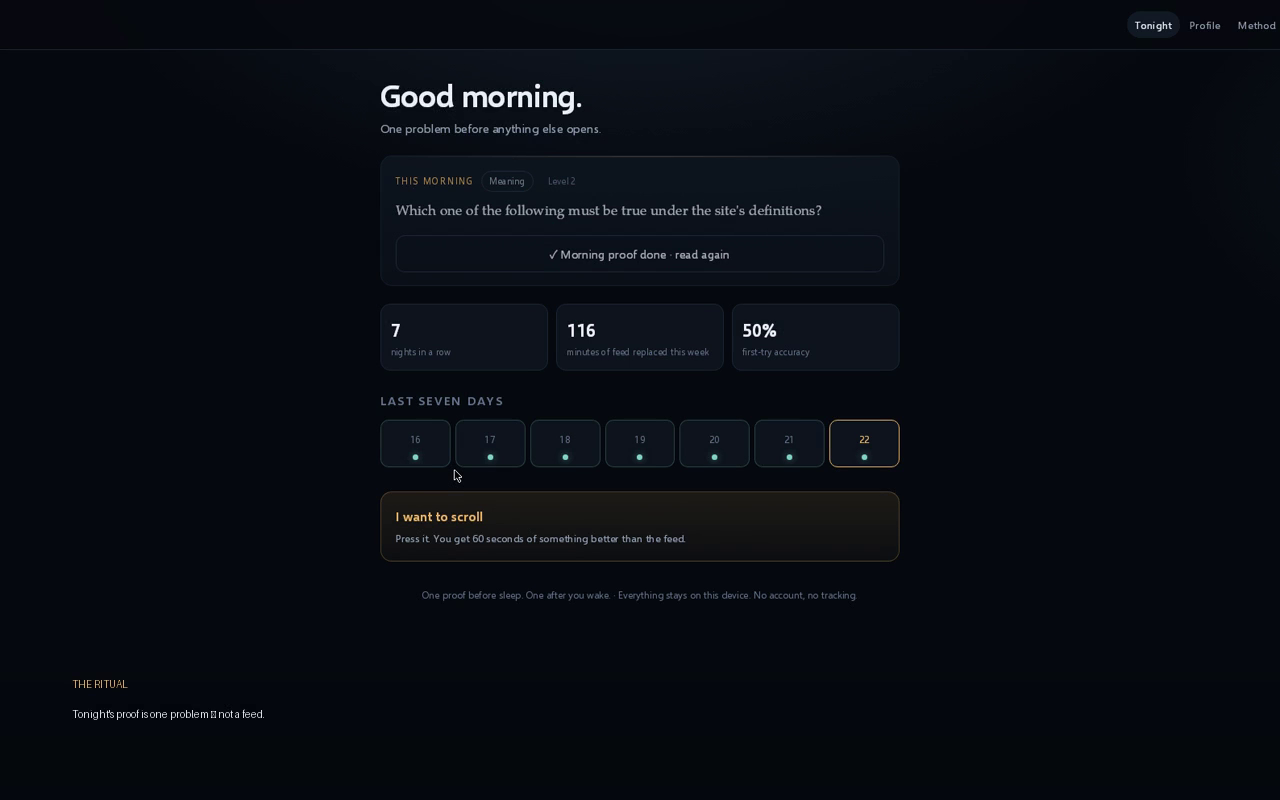 Tonight Profile Method
Good morning.
One problem before anything else opens.
THIS MORNING Meaning Level 2
Which one of the following must be true under the site's definitions?
✓ Morning proof done · read again
7 116 50%
nights in a row minutes of feed replaced this week first-try accuracy
LAST SEVEN DAYS
16 17 18 19 20 21 22
I want to scroll
Press it. You get 60 seconds of something better than the feed.
One proof before sleep. One after you wake. · Everything stays on this device. No account, no tracking.
THE RITUAL
Tonight's proof is one problem not a feed.